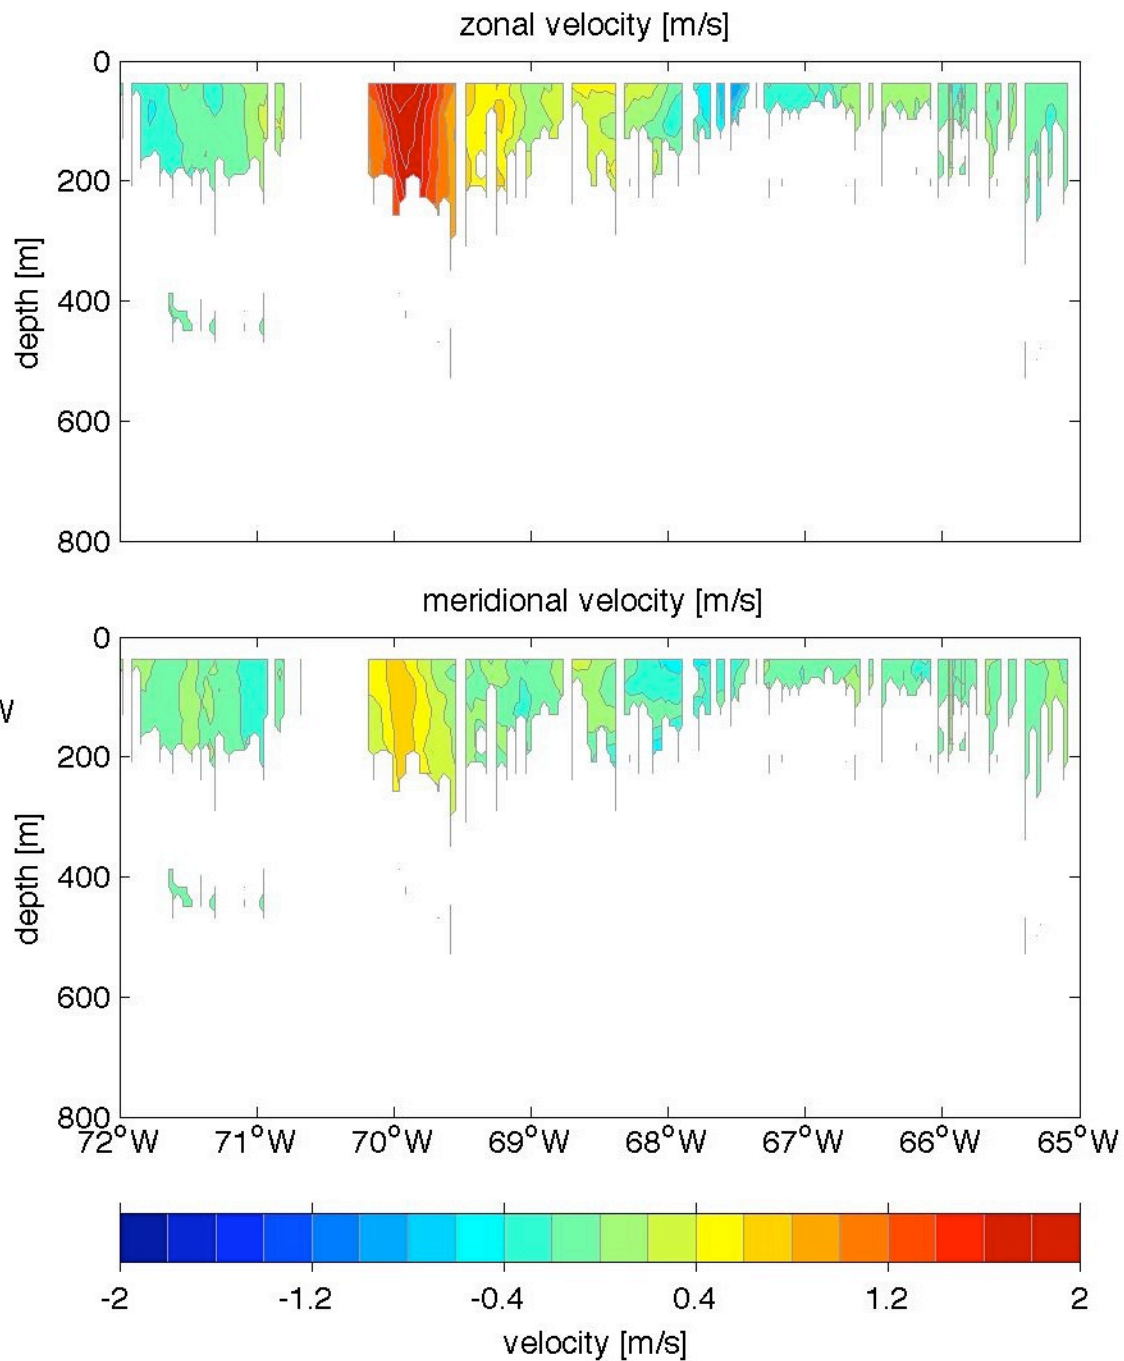 zonal velocity [m/s]
0
200
400
600
800
depth [m]
meridional velocity [m/s]
0
200
400
600
800
depth [m]
W
72°W 71°W 70°W 69°W 68°W 67°W 66°W 65°W
-2 -1.2 -0.4 0.4 1.2 2
velocity [m/s]